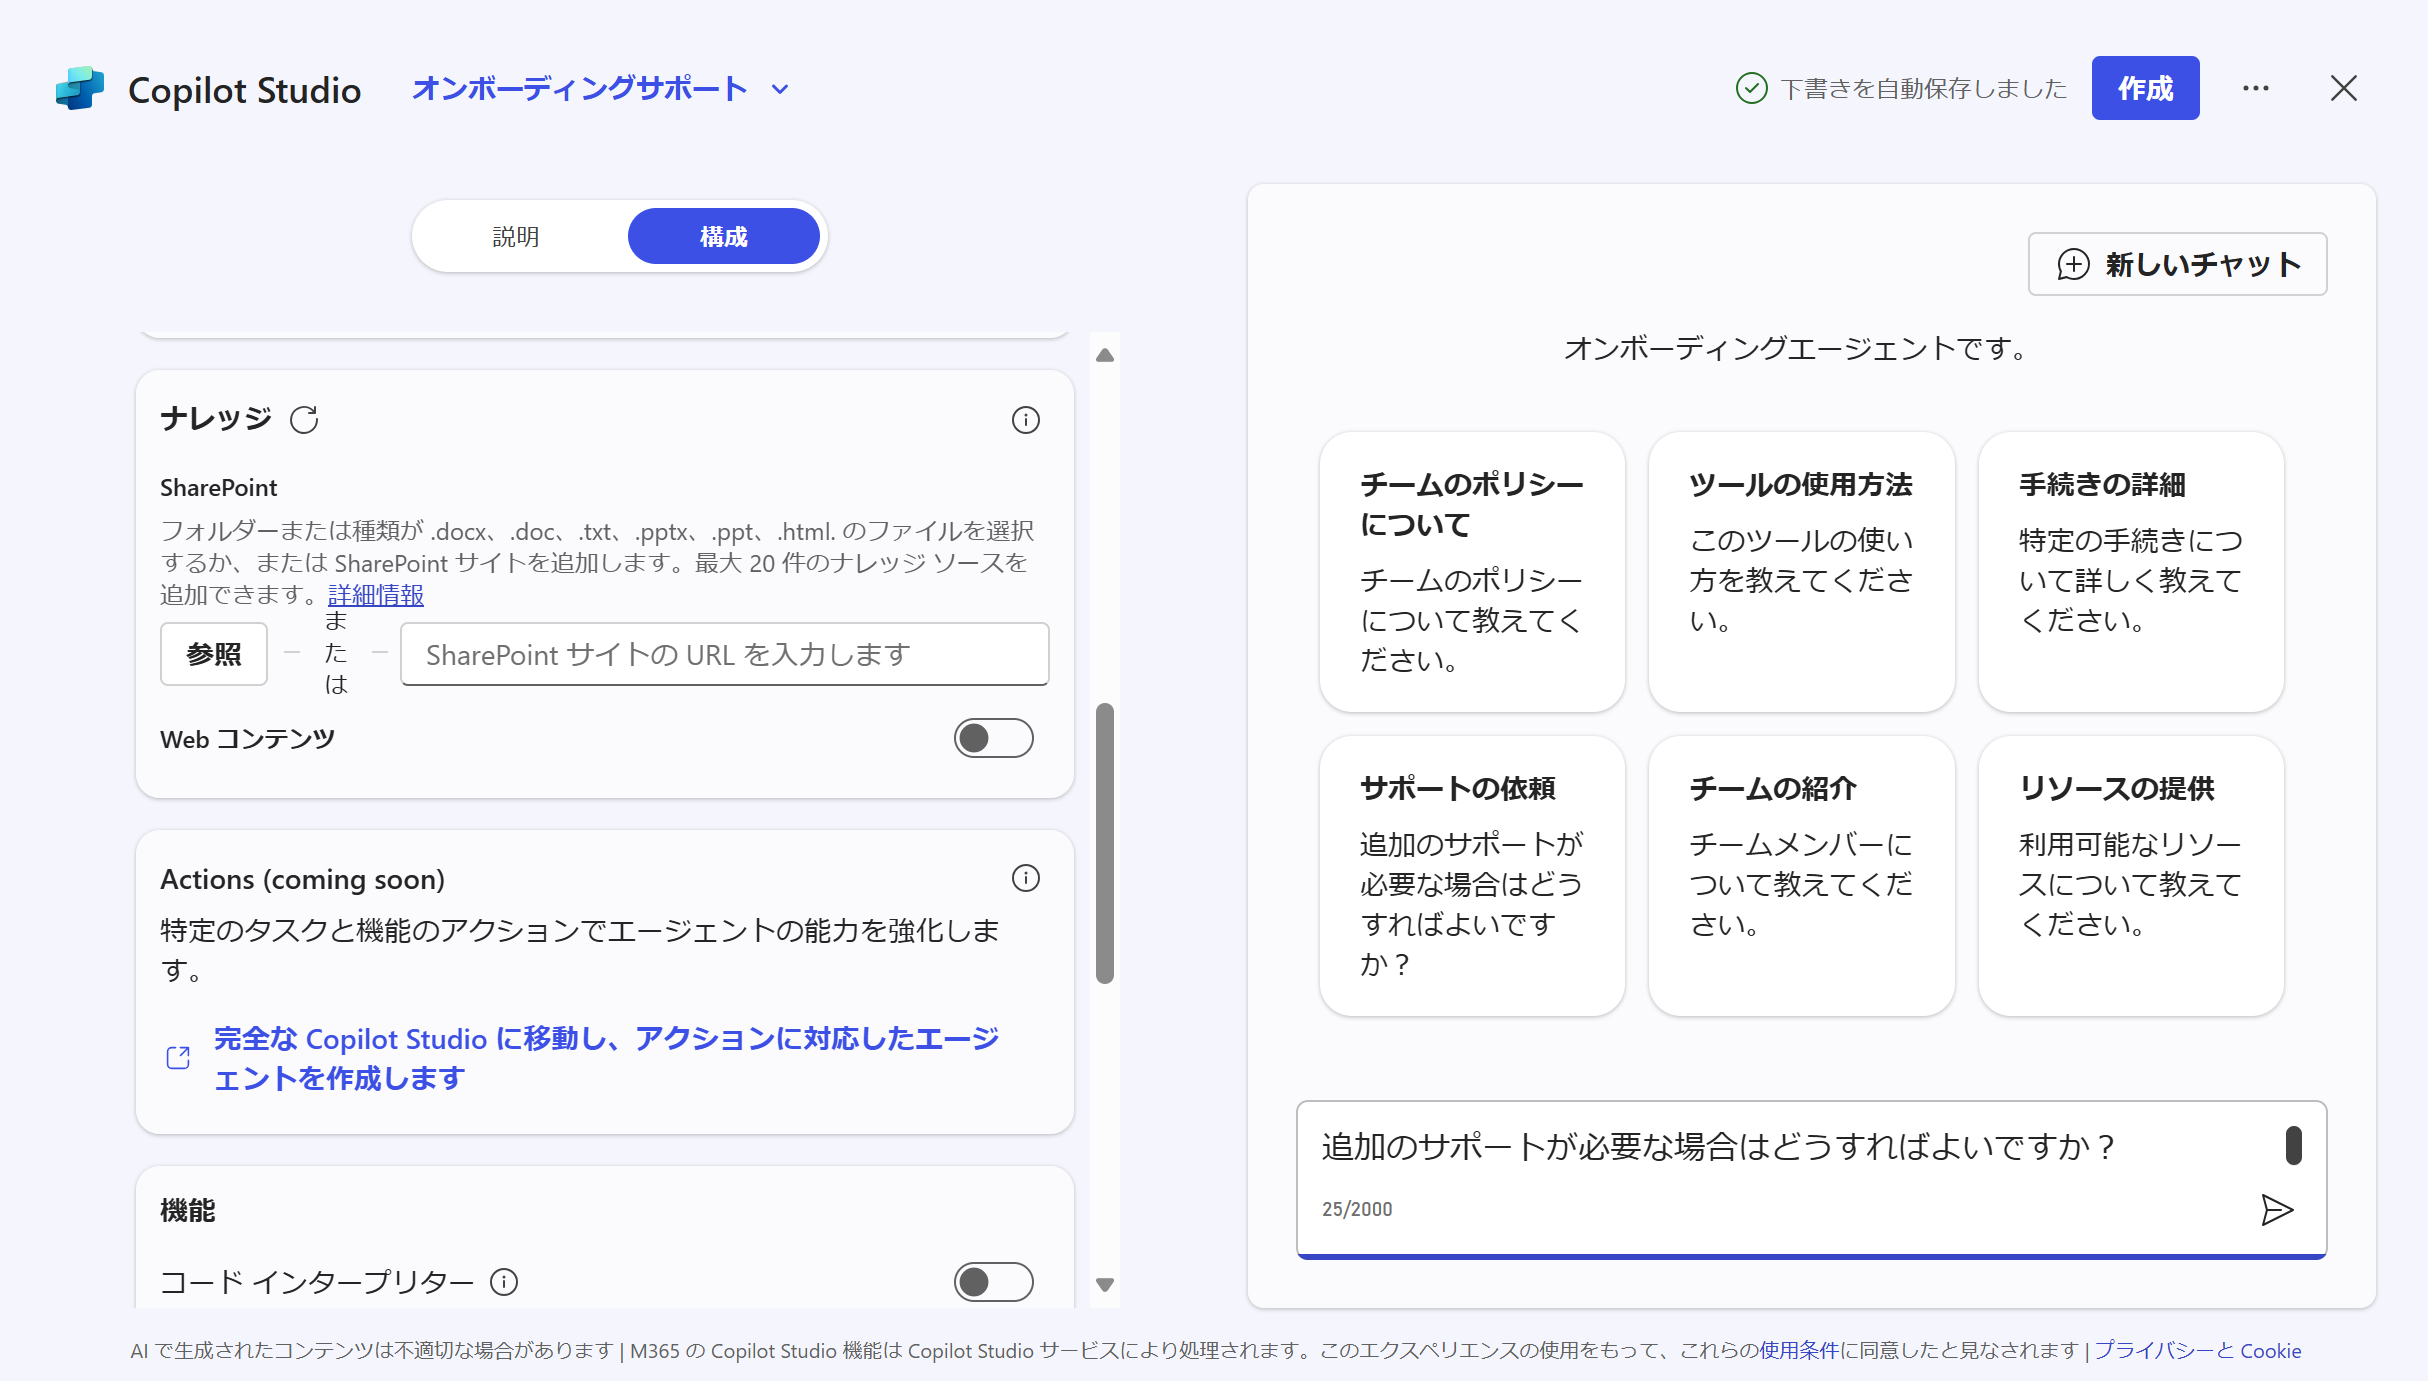 Copilot Studio
オンボーディングサポート
下書きを自動保存しました
作成
説明
構成
ナレッジ
SharePoint
フォルダーまたは種類が .docx、.doc、.txt、.pptx、.ppt、.html. のファイルを選択
するか、または SharePoint サイトを追加します。最大 20 件のナレッジ ソースを
追加できます。詳細情報
参照
ま
た
は
SharePoint サイトの URL を入力します
Web コンテンツ
Actions (coming soon)
特定のタスクと機能のアクションでエージェントの能力を強化しま
す。
完全な Copilot Studio に移動し、アクションに対応したエージ
ェントを作成します
機能
コード インタープリター
新しいチャット
オンボーディングエージェントです。
チームのポリシー
について
チームのポリシー
について教えてく
ださい。
ツールの使用方法
このツールの使い
方を教えてくださ
い。
手続きの詳細
特定の手続きにつ
いて詳しく教えて
ください。
サポートの依頼
追加のサポートが
必要な場合はどう
すればよいです
か？
チームの紹介
チームメンバーに
ついて教えてくだ
さい。
リソースの提供
利用可能なリソー
スについて教えて
ください。
追加のサポートが必要な場合はどうすればよいですか？
25/2000
AI で生成されたコンテンツは不適切な場合があります | M365 の Copilot Studio 機能は Copilot Studio サービスにより処理されます。このエクスペリエンスの使用をもって、これらの使用条件に同意したと見なされます | プライバシーと Cookie